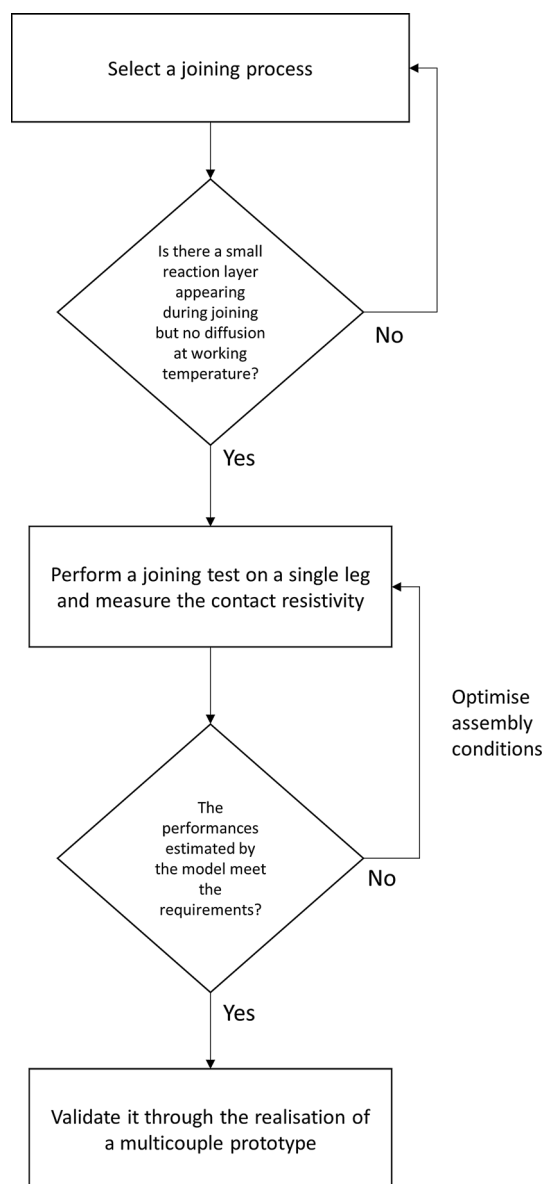 Select a joining process
Is there a small
reaction layer
appearing
during joining
but no diffusion
at working
temperature?
No
Yes
Perform a joining test on a single leg
and measure the contact resistivity
Optimise
assembly
conditions
The
performances
estimated by
the model meet
the
requirements?
No
Yes
Validate it through the realisation of
a multicouple prototype